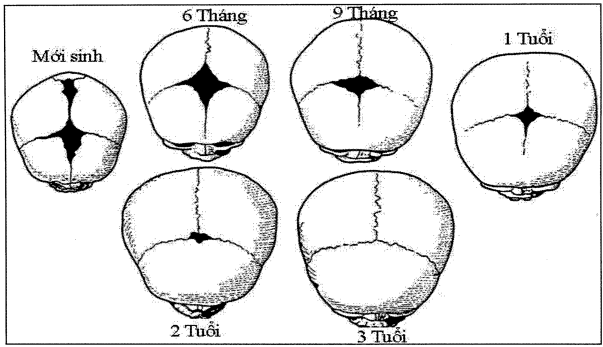 Mới sinh
6 Tháng
9 Tháng
1 Tuổi
2 Tuổi
3 Tuổi